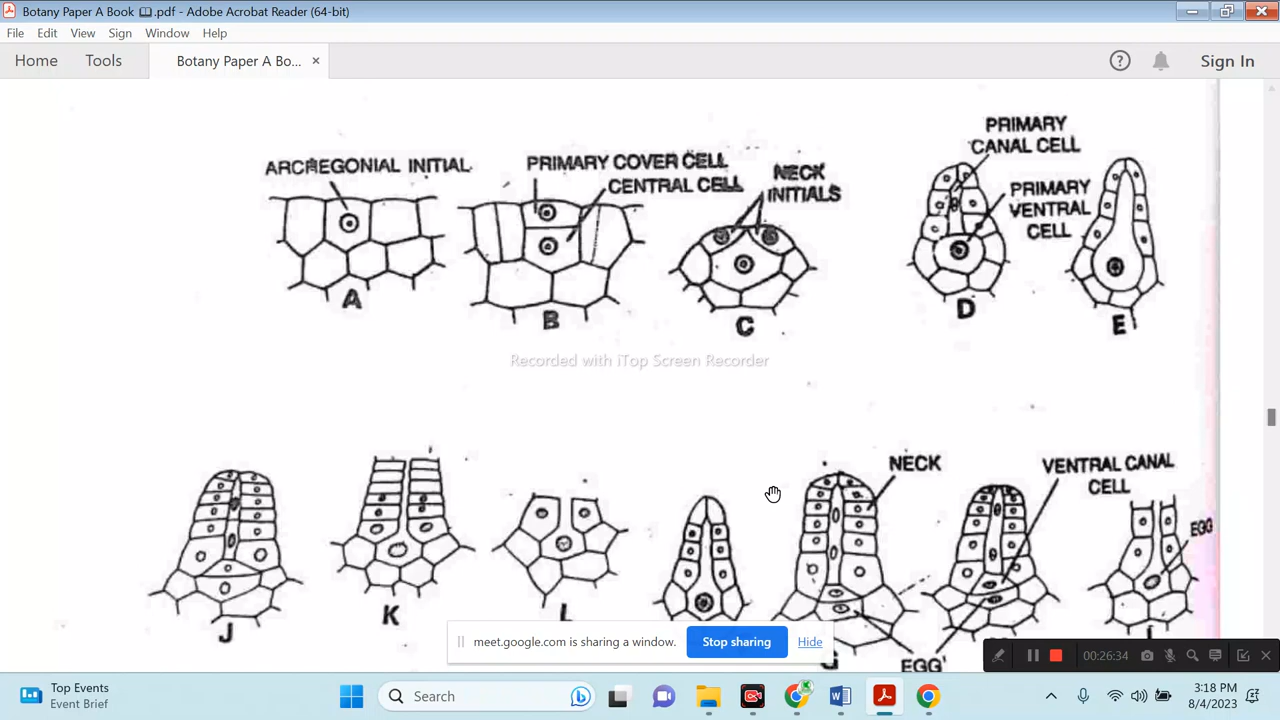 Botany Paper A Book 📖.pdf - Adobe Acrobat Reader (64-bit)
File Edit View Sign Window Help
Home Tools Botany Paper A Bo... × Sign In
PRIMARY CANAL CELL
ARCHEGONIAL INITIAL
PRIMARY COVER CELL
CENTRAL CELL
NECK INITIALS
PRIMARY VENTRAL CELL
A B C D E
Recorded with iTop Screen Recorder
NECK
VENTRAL CANAL CELL
EGG
J K L G
EGG
meet.google.com is sharing a window. Stop sharing Hide
00:26:34
Top Events
Event Brief
Search
3:18 PM
8/4/2023